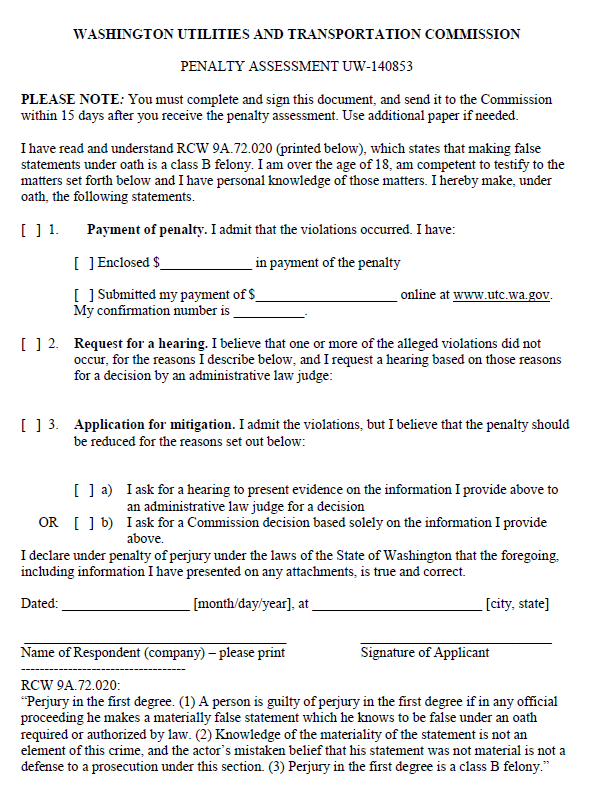 WASHINGTON UTILITIES AND TRANSPORTATION COMMISSION
PENALTY ASSESSMENT UW-140853
PLEASE NOTE: You must complete and sign this document, and send it to the Commission
within 15 days after you receive the penalty assessment. Use additional paper if needed.
I have read and understand RCW 9A.72.020 (printed below), which states that making false
statements under oath is a class B felony. I am over the age of 18, am competent to testify to the
matters set forth below and I have personal knowledge of those matters. I hereby make, under
oath, the following statements.
[ ] 1. Payment of penalty. I admit that the violations occurred. I have:
[ ] Enclosed $______________ in payment of the penalty
[ ] Submitted my payment of $_____________________ online at www.utc.wa.gov.
My confirmation number is ___________.
[ ] 2. Request for a hearing. I believe that one or more of the alleged violations did not
occur, for the reasons I describe below, and I request a hearing based on those reasons
for a decision by an administrative law judge:
[ ] 3. Application for mitigation. I admit the violations, but I believe that the penalty should
be reduced for the reasons set out below:
[ ] a) I ask for a hearing to present evidence on the information I provide above to
an administrative law judge for a decision
OR [ ] b) I ask for a Commission decision based solely on the information I provide
above.
I declare under penalty of perjury under the laws of the State of Washington that the foregoing,
including information I have presented on any attachments, is true and correct.
Dated: ____________________ [month/day/year], at __________________________ [city, state]
________________________________________ _____________________________
Name of Respondent (company) – please print Signature of Applicant
-----------------------------------
RCW 9A.72.020:
“Perjury in the first degree. (1) A person is guilty of perjury in the first degree if in any official
proceeding he makes a materially false statement which he knows to be false under an oath
required or authorized by law. (2) Knowledge of the materiality of the statement is not an
element of this crime, and the actor’s mistaken belief that his statement was not material is not a
defense to a prosecution under this section. (3) Perjury in the first degree is a class B felony.”